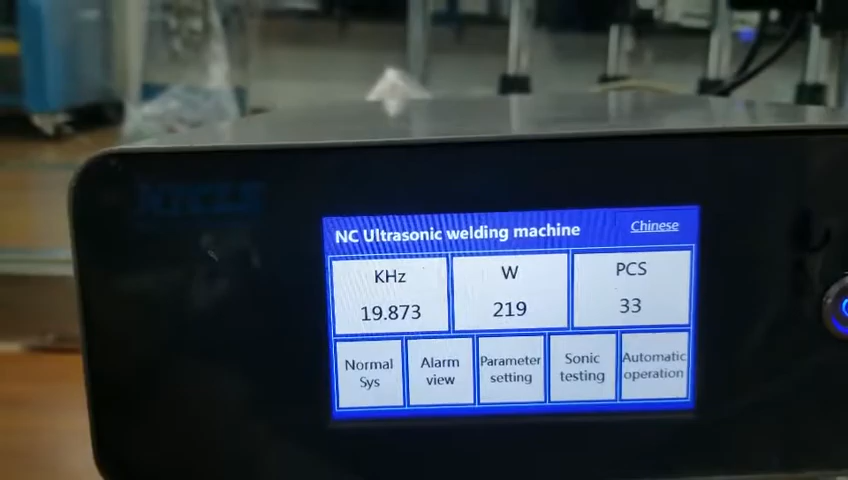 NC Ultrasonic welding machine
Chinese
KHz
19.873
W
219
PCS
33
Normal
Sys
Alarm
view
Parameter
setting
Sonic
testing
Automatic
operation